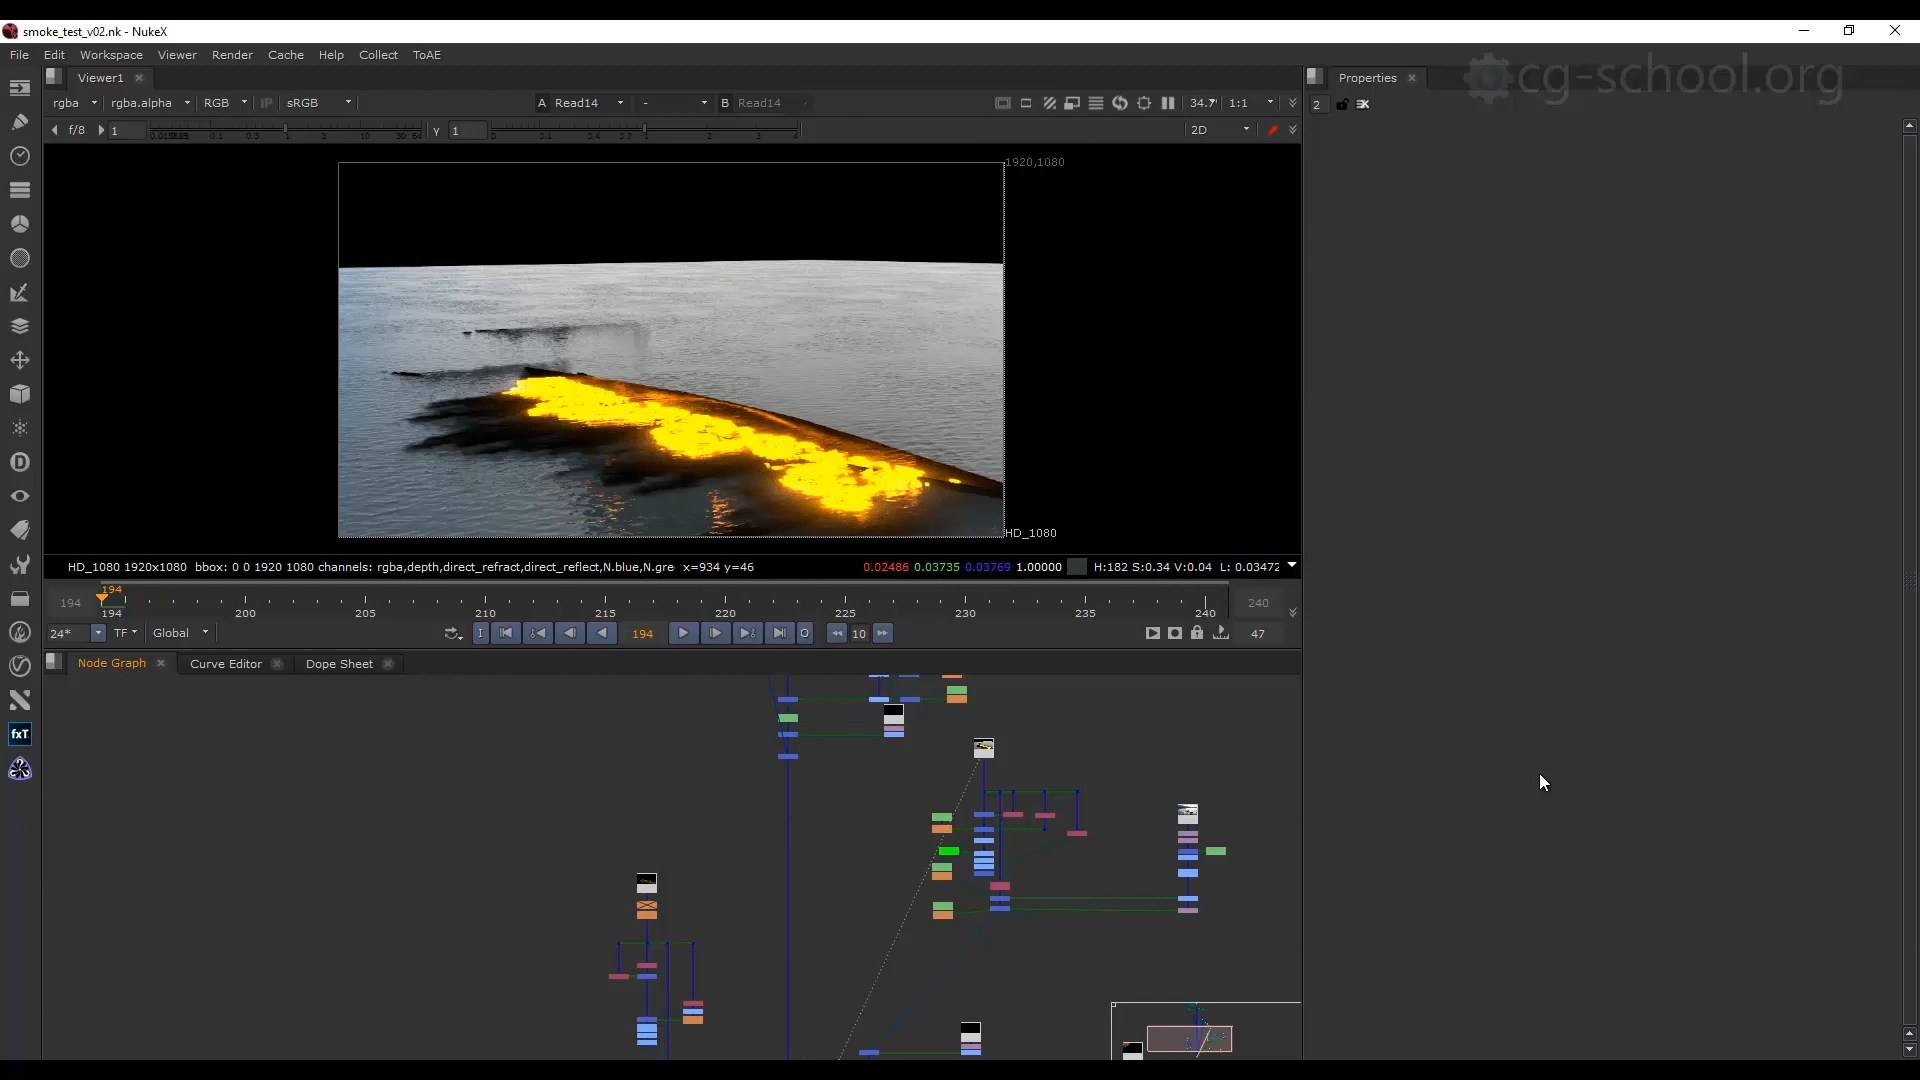 smoke_test_v02.nk - NukeX
File Edit Workspace Viewer Render Cache Help Collect ToAE
cg-school.org
Viewer1
Properties
rgba rgba.alpha RGB IP sRGB A Read14 - B Read14 34.7 1:1
2
f/8 1 γ 1 2D
1920,1080
HD_1080
HD_1080 1920x1080 bbox: 0 0 1920 1080 channels: rgba,depth,direct_refract,direct_reflect,N.blue,N.gre x=934 y=46 0.02486 0.03735 0.03769 1.00000 H:182 S:0.34 V:0.04 L: 0.03472
194
194 240
194 200 205 210 215 220 225 230 235 240
24* TF Global I 194 O 10 47
Node Graph Curve Editor Dope Sheet
D
fxT